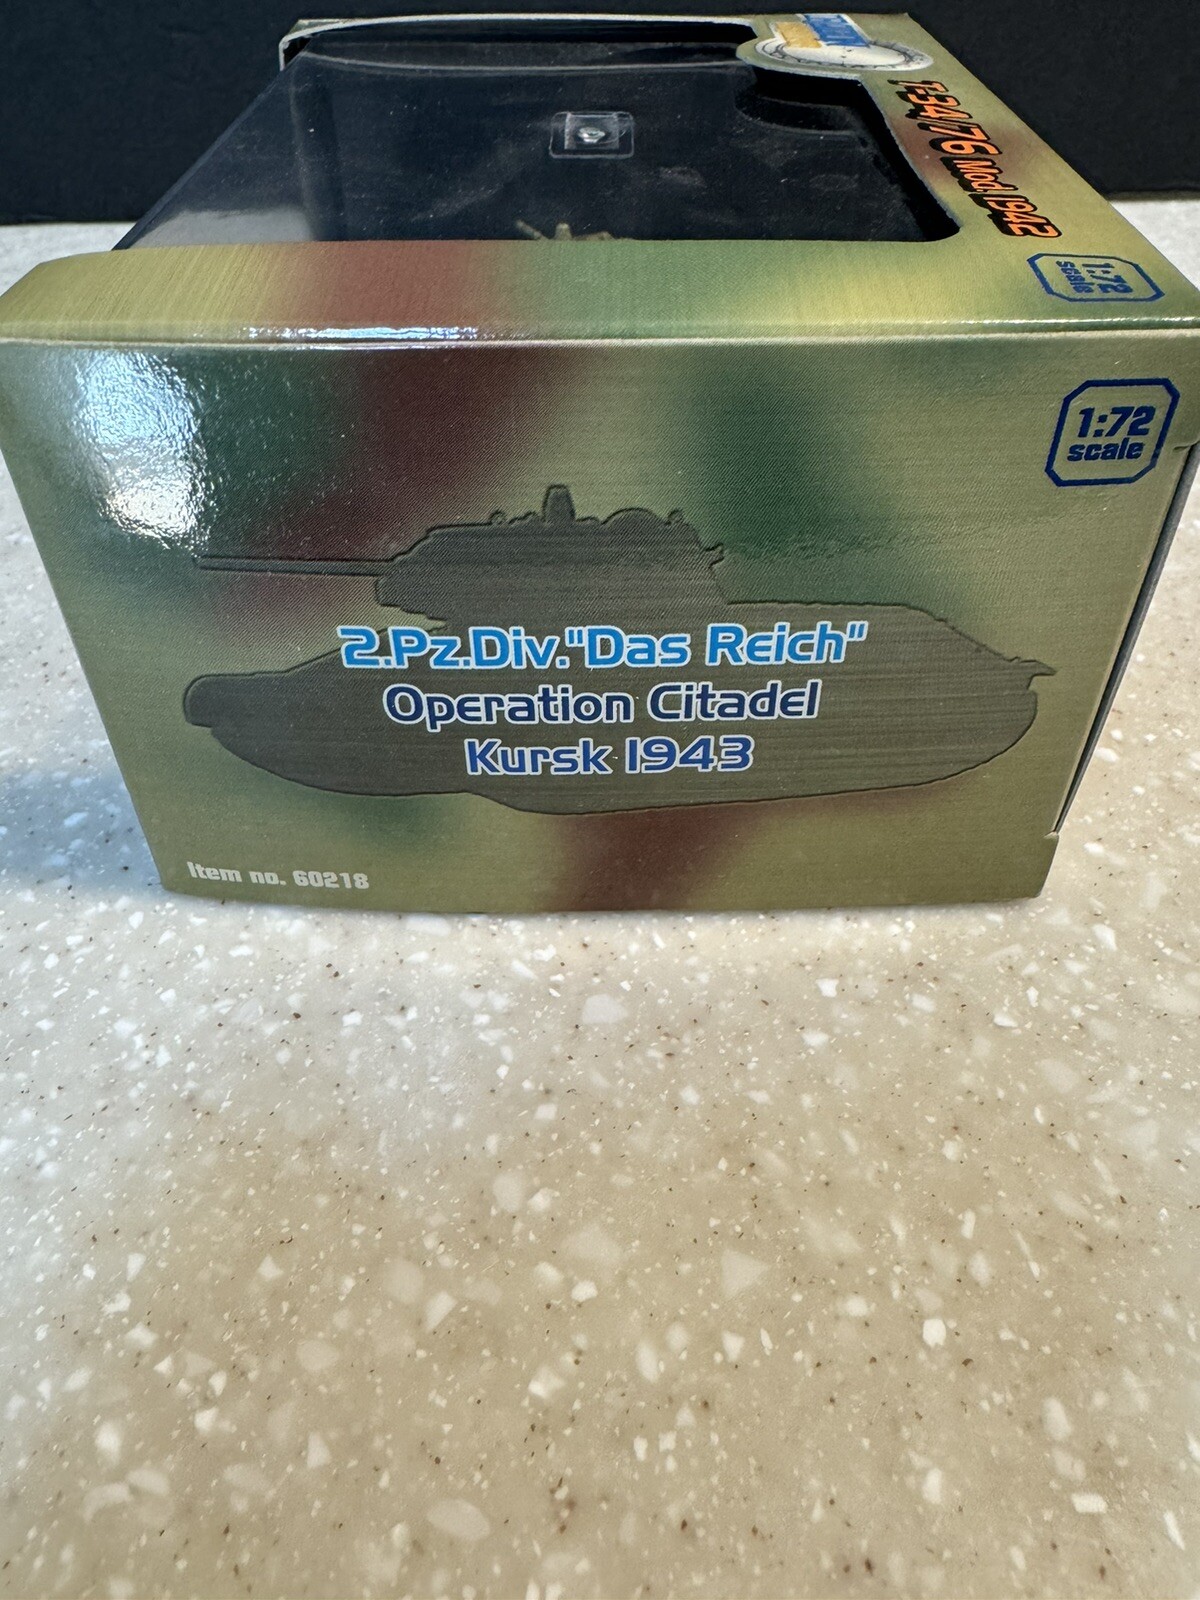 T-34/76 Mod. 1942
1:72
scale
1:72
scale
2.Pz.Div."Das Reich"
Operation Citadel
Kursk 1943
Item no. 60218